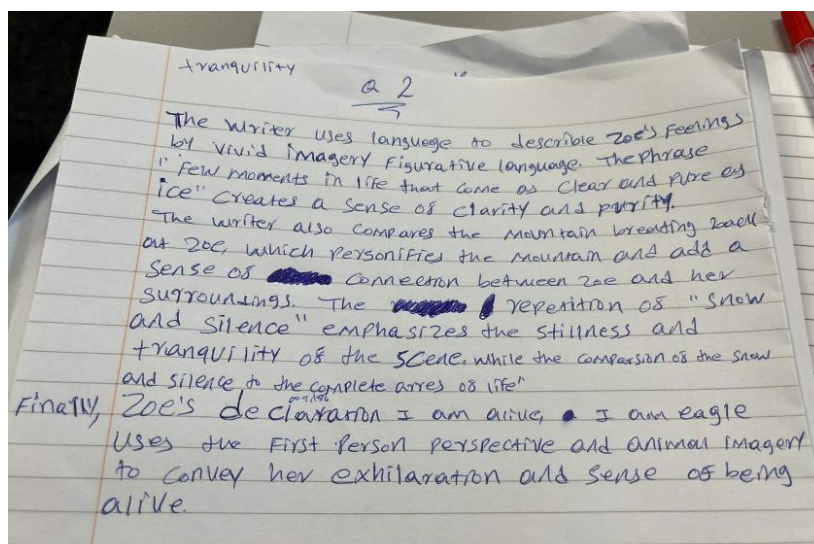 tranquility
Q 2
The writer uses language to describle Zoe's Feelings
by vivid imagery Figurative language. The phrase
"Few moments in life that come as clear and pure as
ice" creates a sense of clarity and purity.
The writer also compares the mountain breathing back
at Zoe, which personifies the mountain and add a
sense of connection between zoe and her
surroundings. The repetition of "Snow
and silence" emphasizes the stillness and
tranquility of the scene. while the comparsion of the snow
and silence to the complete arres of life"
Finally, Zoe's declaration I am alive, I am eagle
uses the First Person perspective and animal imagery
to convey her exhilaration and sense of being
alive.